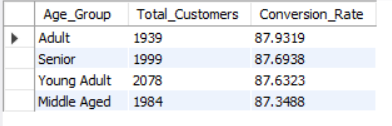 Age_Group Total_Customers Conversion_Rate
Adult 1939 87.9319
Senior 1999 87.6938
Young Adult 2078 87.6323
Middle Aged 1984 87.3488